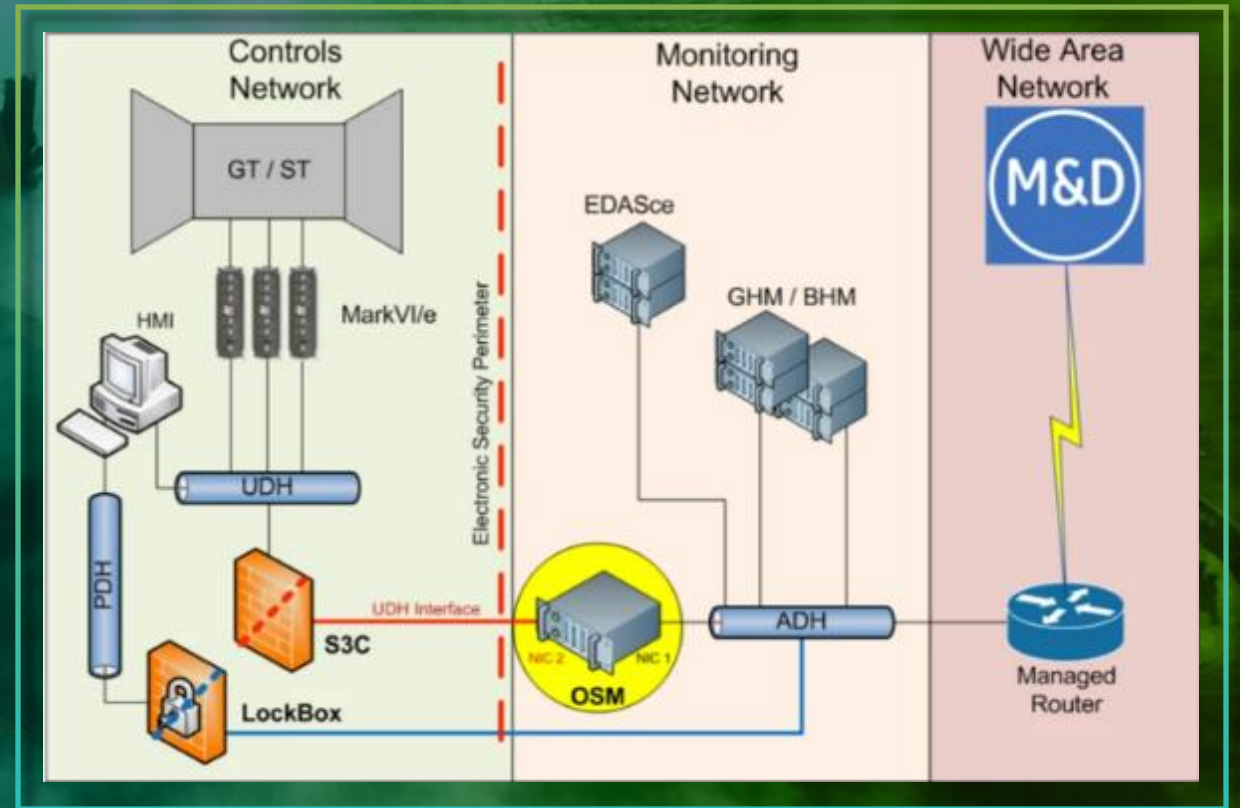 Controls
Network
Monitoring
Network
Wide Area
Network
GT / ST
M&D
EDASce
GHM / BHM
HMI
MarkVI/e
Electronic Security Perimeter
UDH
PDH
UDH Interface
S3C
NIC 2
NIC 1
OSM
ADH
Managed
Router
LockBox